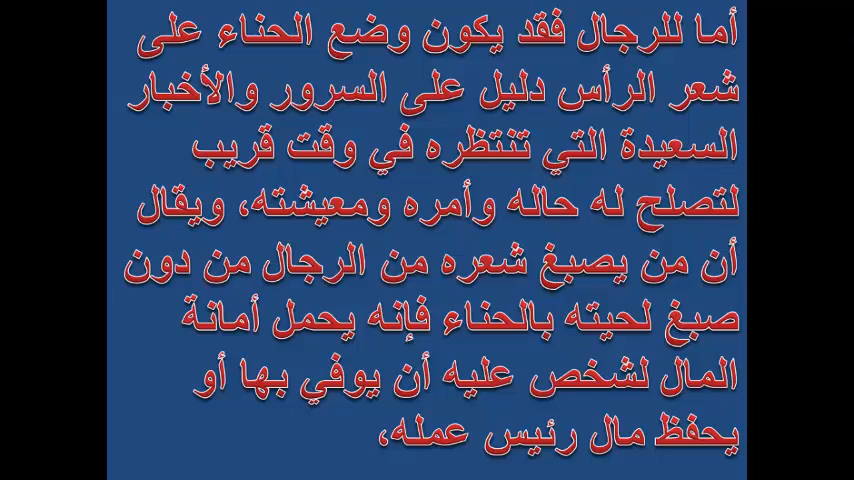 أما للرجال فقد يكون وضع الحناء على
شعر الرأس دليل على السرور والأخبار
السعيدة التي تنتظره في وقت قريب
لتصلح له حاله وأمره ومعيشته، ويقال
أن من يصبغ شعره من الرجال من دون
صبغ لحيته بالحناء فإنه يحمل أمانة
المال لشخص عليه أن يوفي بها أو
يحفظ مال رئيس عمله،